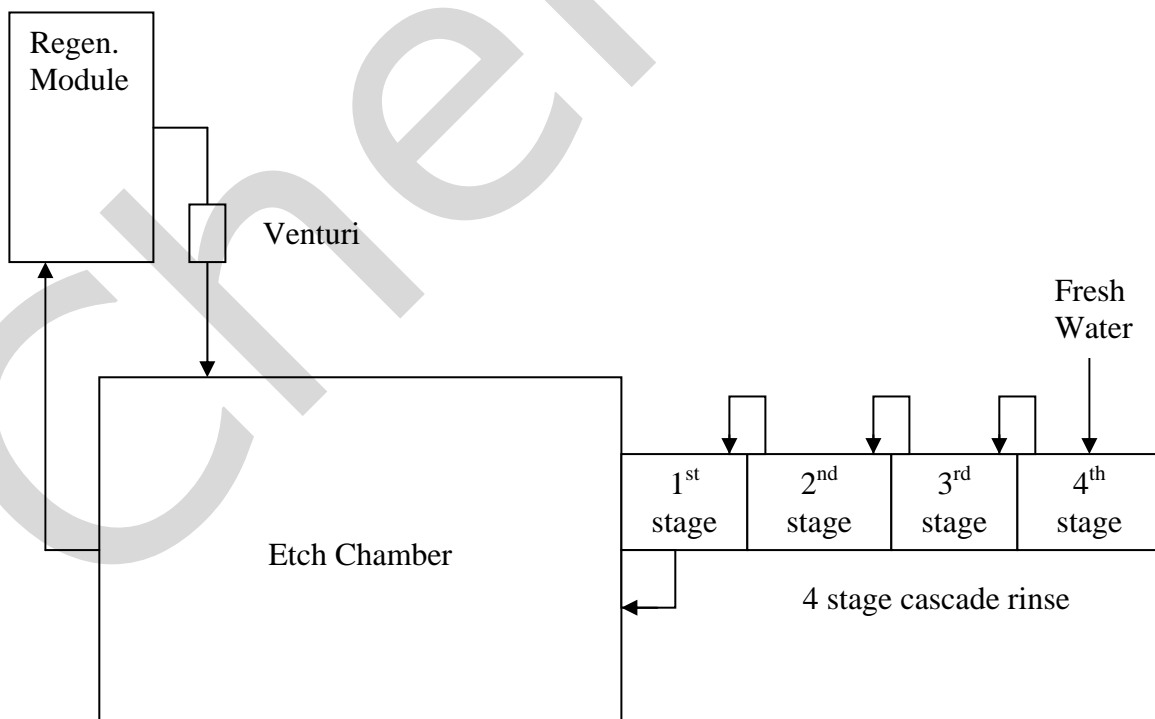 Regen.
Module
Venturi
Fresh
Water
1st
stage
2nd
stage
3rd
stage
4th
stage
Etch Chamber
4 stage cascade rinse